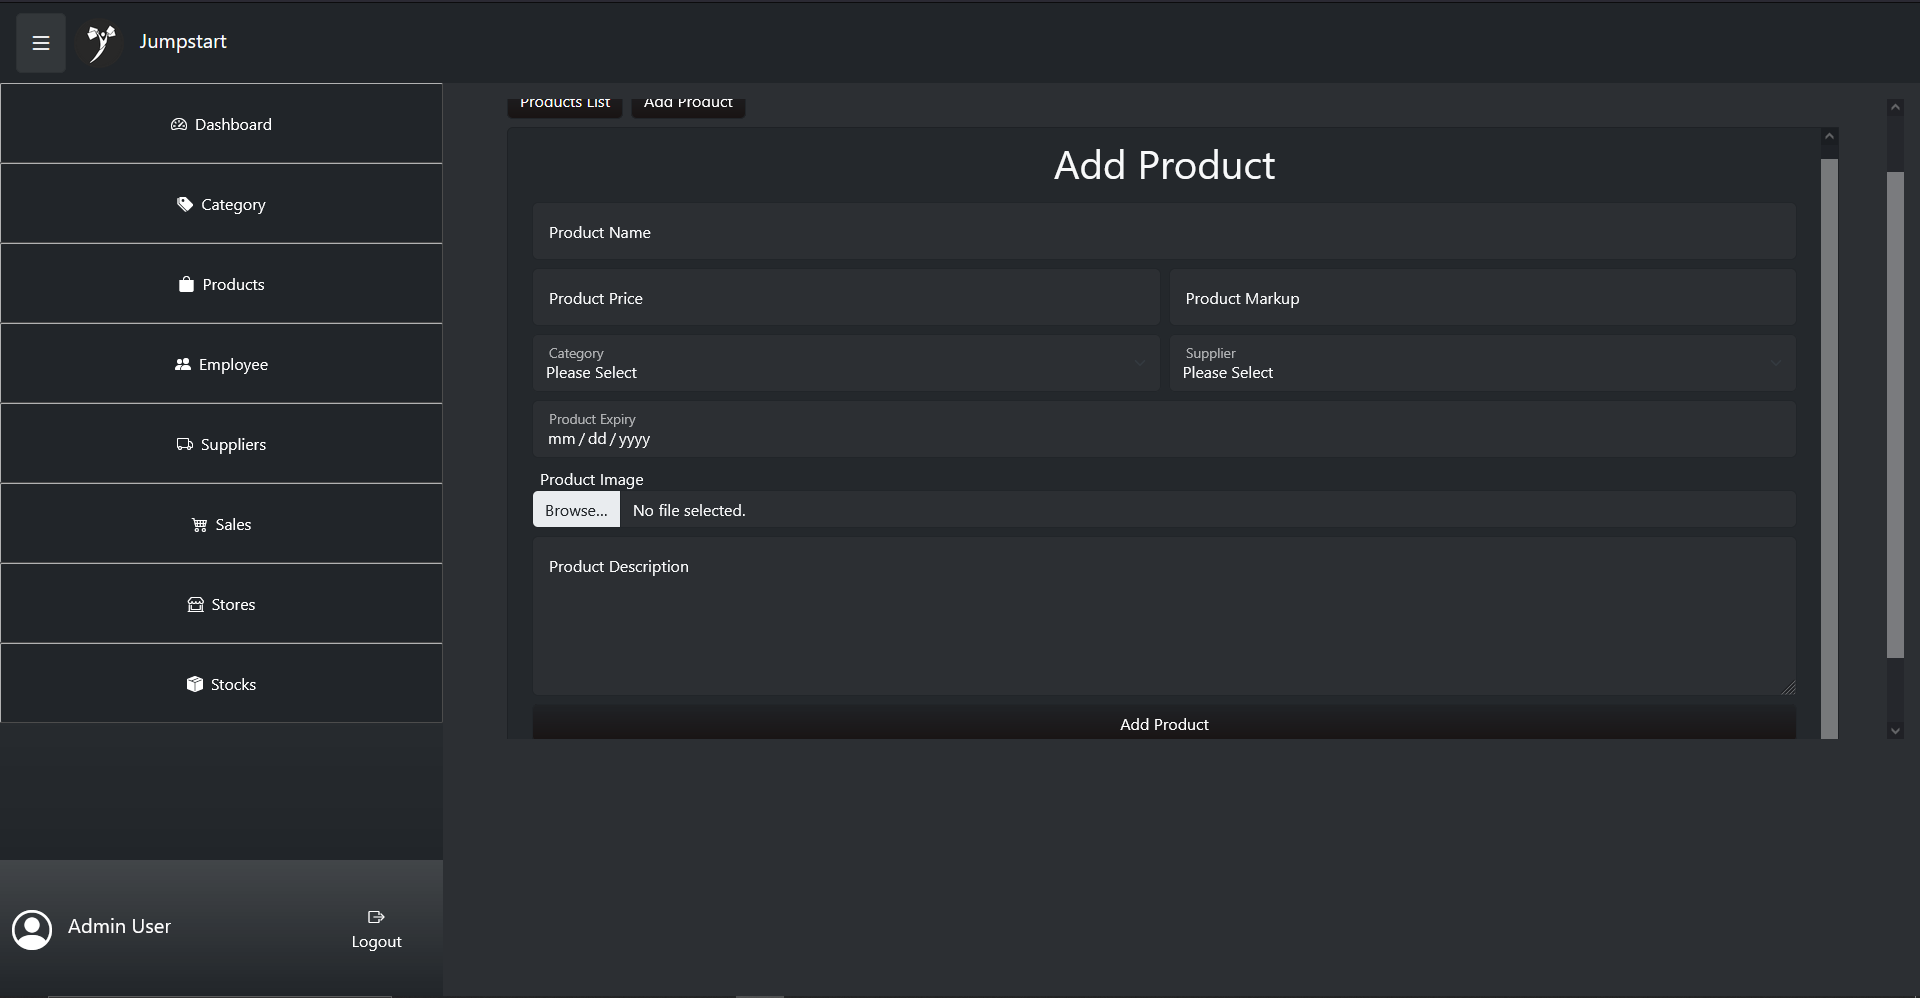 Jumpstart
Dashboard
Category
Products
Employee
Suppliers
Sales
Stores
Stocks
Admin User
Logout
Products List
Add Product
Add Product
Product Name
Product Price
Product Markup
Category
Please Select
Supplier
Please Select
Product Expiry
mm / dd / yyyy
Product Image
Browse... No file selected.
Product Description
Add Product